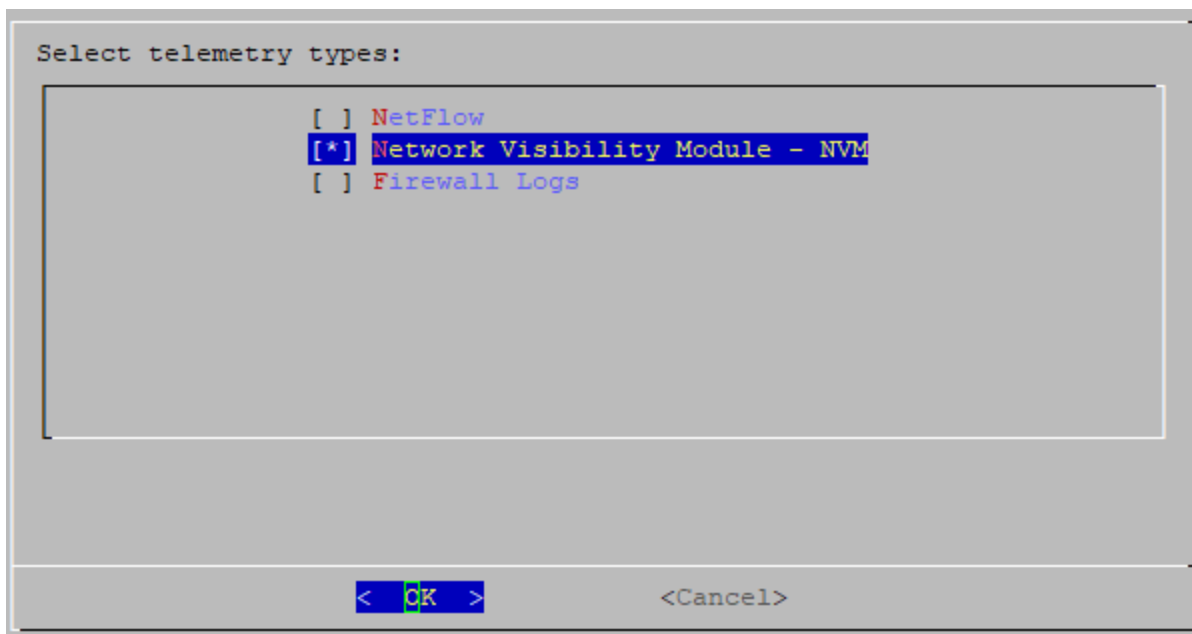 Select telemetry types:
[ ] NetFlow
[*] Network Visibility Module - NVM
[ ] Firewall Logs
< OK > <Cancel>